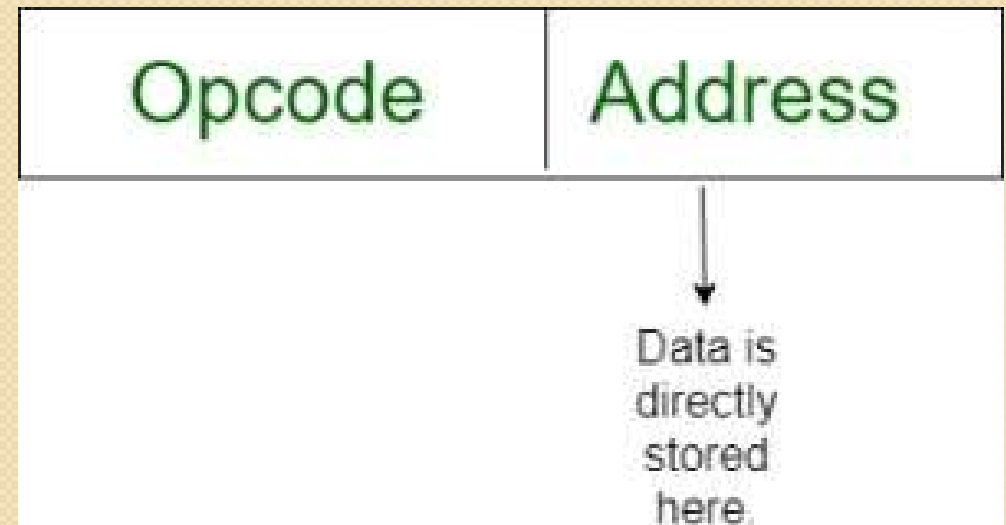 Opcode Address
Data is
directly
stored
here.